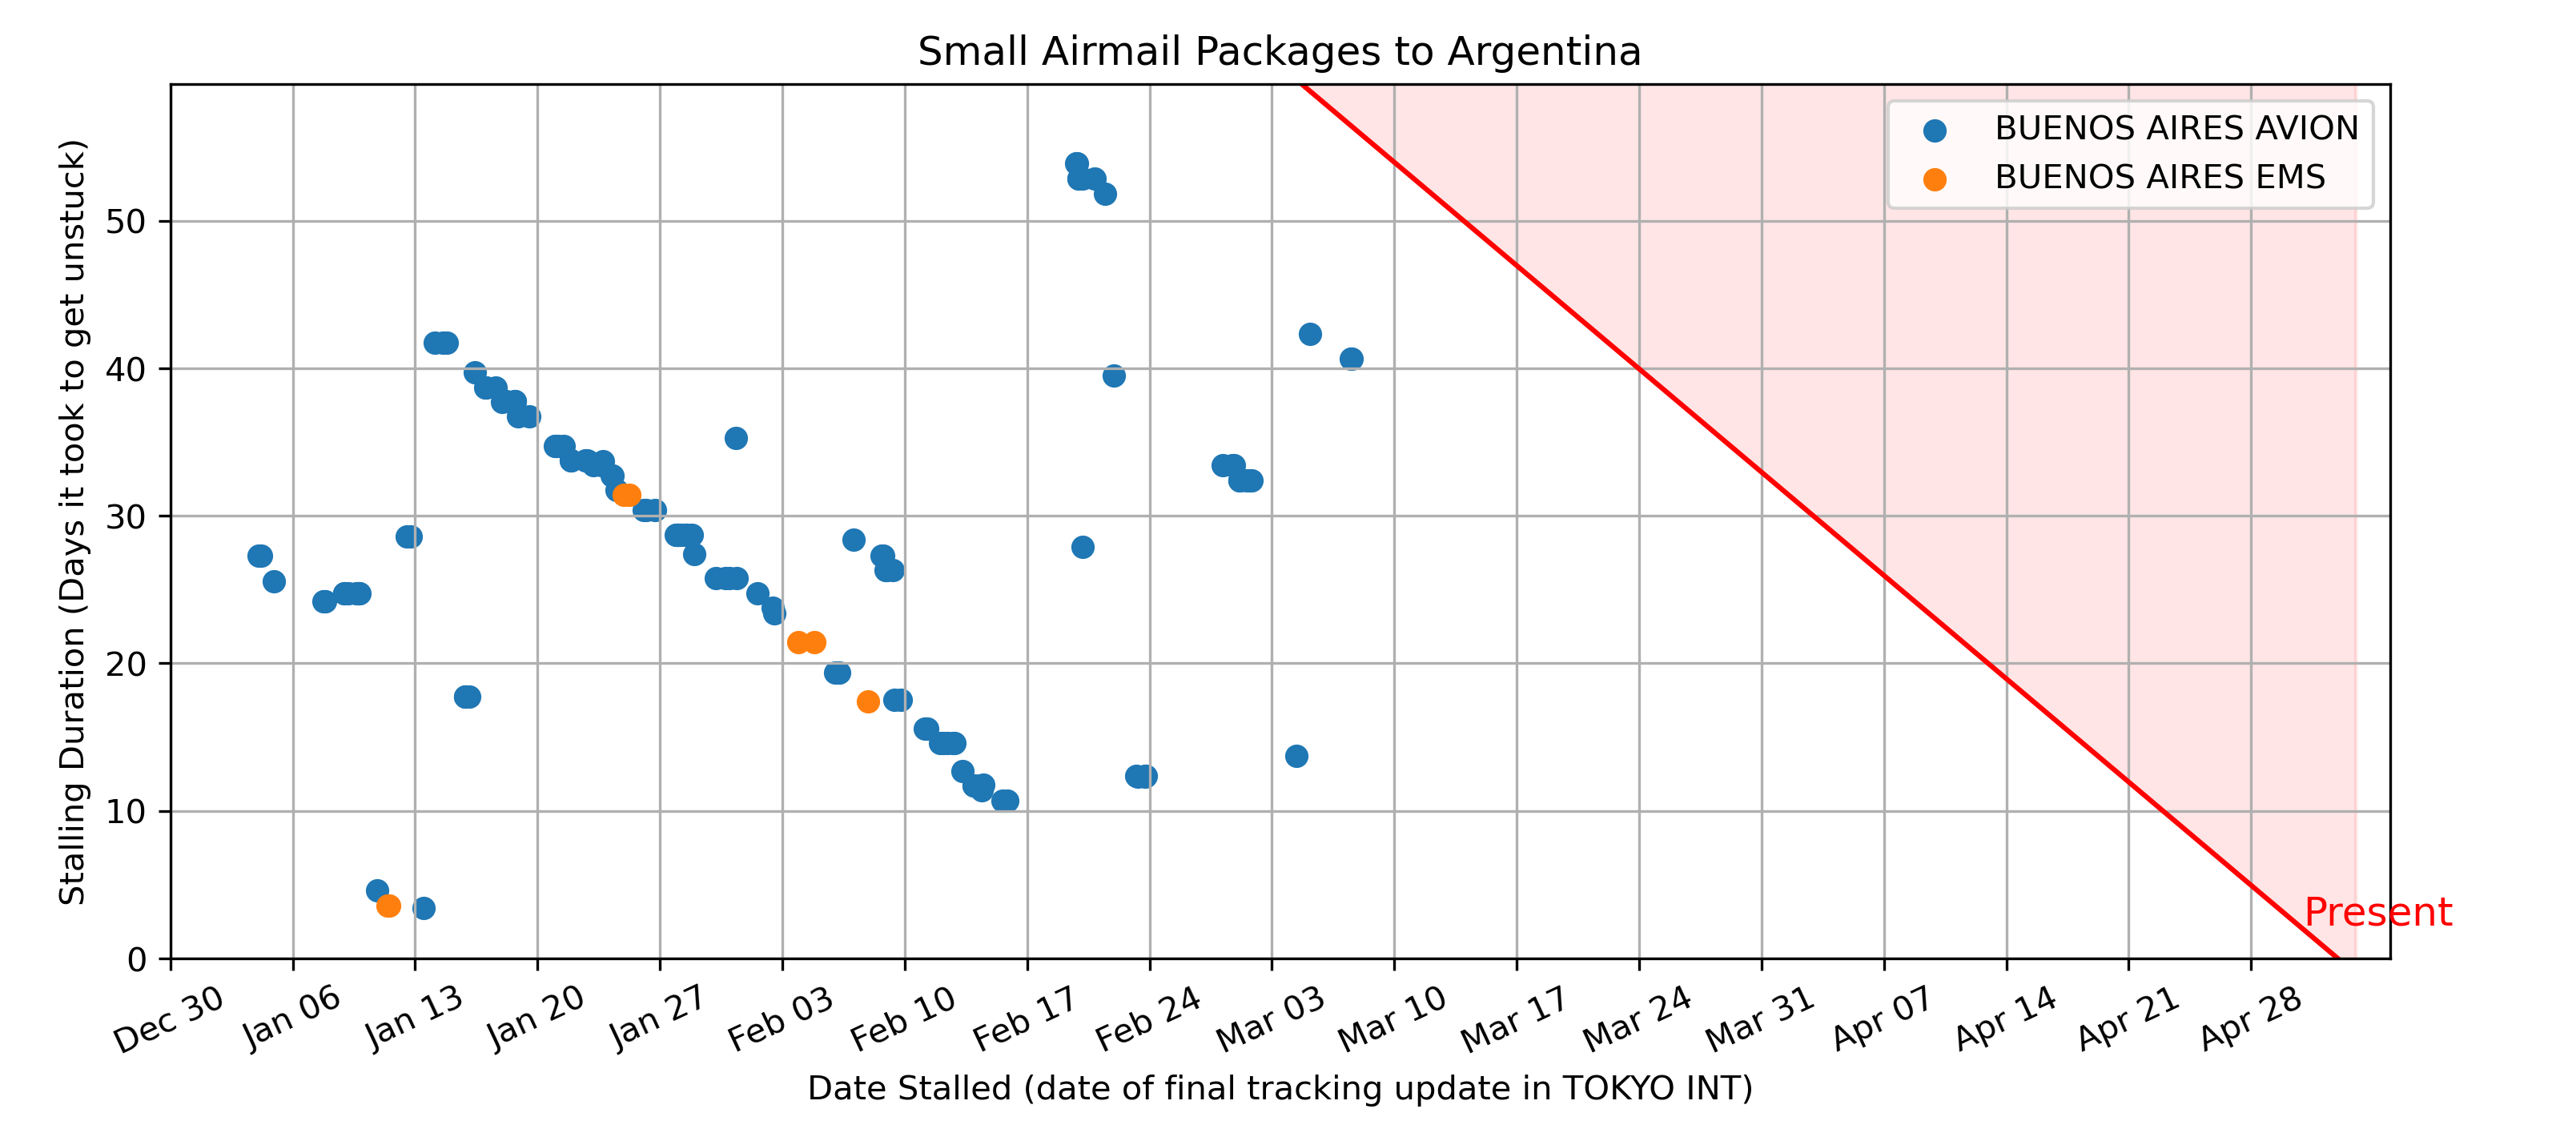 Small Airmail Packages to Argentina
BUENOS AIRES AVION
BUENOS AIRES EMS
Stalling Duration (Days it took to get unstuck)
50
40
30
20
10
0
Present
Dec 30
Jan 06
Jan 13
Jan 20
Jan 27
Feb 03
Feb 10
Feb 17
Feb 24
Mar 03
Mar 10
Mar 17
Mar 24
Mar 31
Apr 07
Apr 14
Apr 21
Apr 28
Date Stalled (date of final tracking update in TOKYO INT)